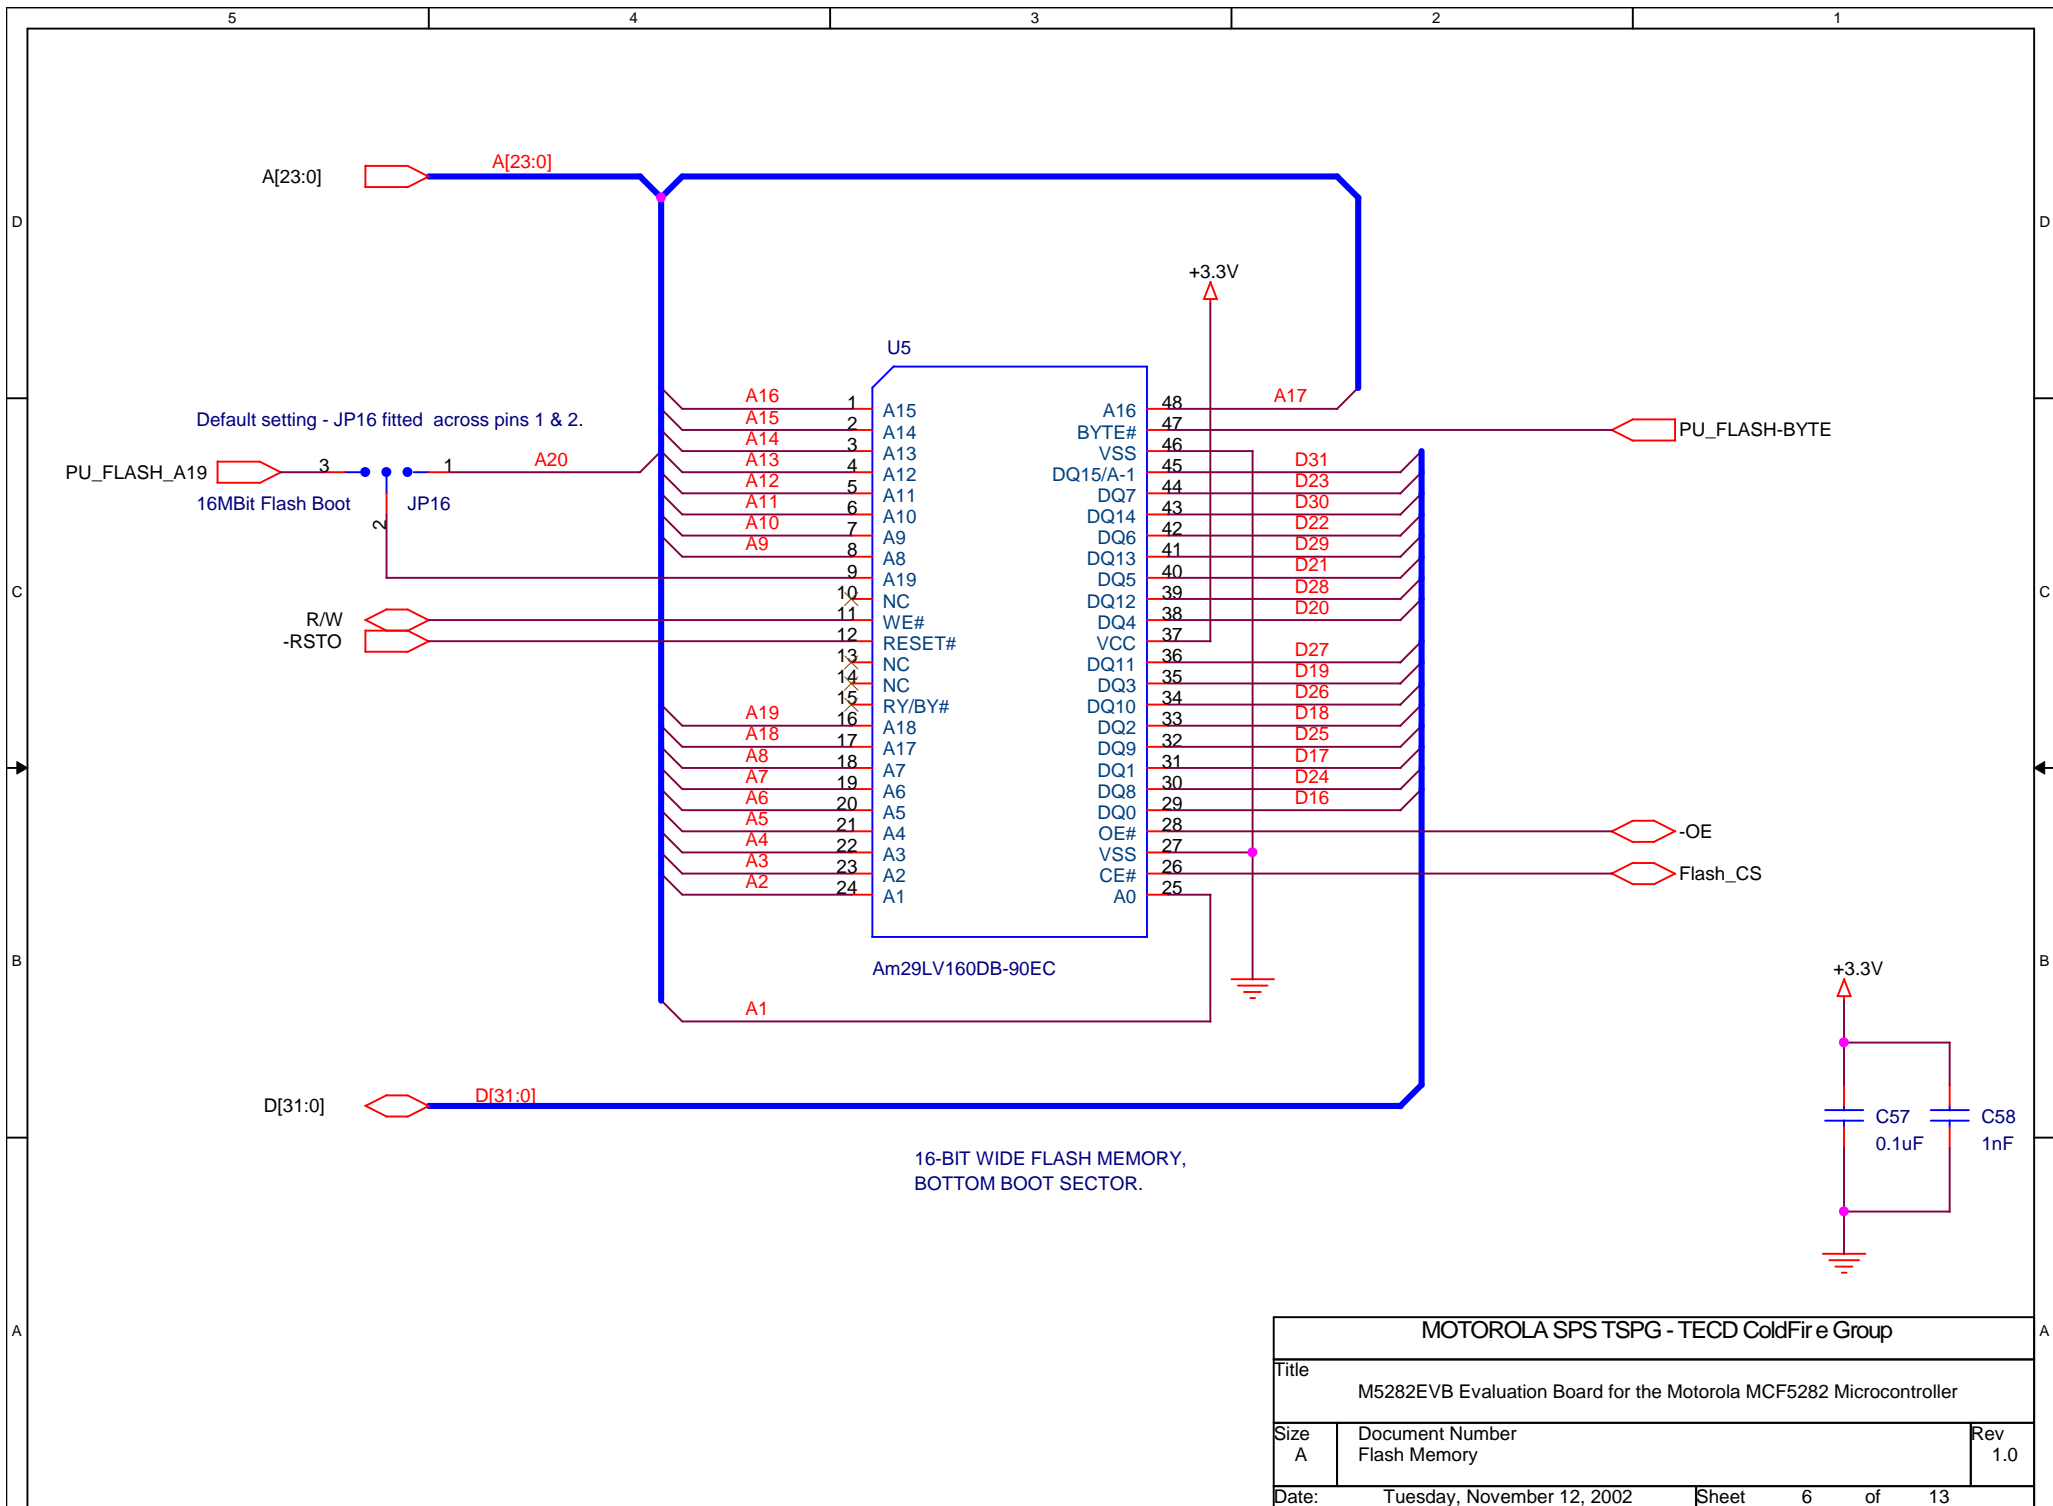 5 4 3 2 1
A[23:0] A[23:0]
D D
+3.3V
U5
Default setting - JP16 fitted across pins 1 & 2.
PU_FLASH_A19 3 1 A20
16MBit Flash Boot JP16
2
A16 1 A15
A15 2 A14
A14 3 A13
A13 4 A12
A12 5 A11
A11 6 A10
A10 7 A9
A9 8 A8
9 A19
10 NC
R/W 11 WE#
-RSTO 12 RESET#
13 NC
14 NC
15 RY/BY#
A19 16 A18
A18 17 A17
A8 18 A7
A7 19 A6
A6 20 A5
A5 21 A4
A4 22 A3
A3 23 A2
A2 24 A1
A16 48 A17
BYTE# 47 PU_FLASH-BYTE
VSS 46
DQ15/A-1 45 D31
DQ7 44 D23
DQ14 43 D30
DQ6 42 D22
DQ13 41 D29
DQ5 40 D21
DQ12 39 D28
DQ4 38 D20
VCC 37
DQ11 36 D27
DQ3 35 D19
DQ10 34 D26
DQ2 33 D18
DQ9 32 D25
DQ1 31 D17
DQ8 30 D24
DQ0 29 D16
OE# 28 -OE
VSS 27
CE# 26 Flash_CS
A0 25
C C
Am29LV160DB-90EC
A1
B B
+3.3V
C57
0.1uF
C58
1nF
D[31:0] D[31:0]
16-BIT WIDE FLASH MEMORY,
BOTTOM BOOT SECTOR.
A A
MOTOROLA SPS TSPG - TECD ColdFire Group
Title
M5282EVB Evaluation Board for the Motorola MCF5282 Microcontroller
Size Document Number Rev
A Flash Memory 1.0
Date: Tuesday, November 12, 2002 Sheet 6 of 13